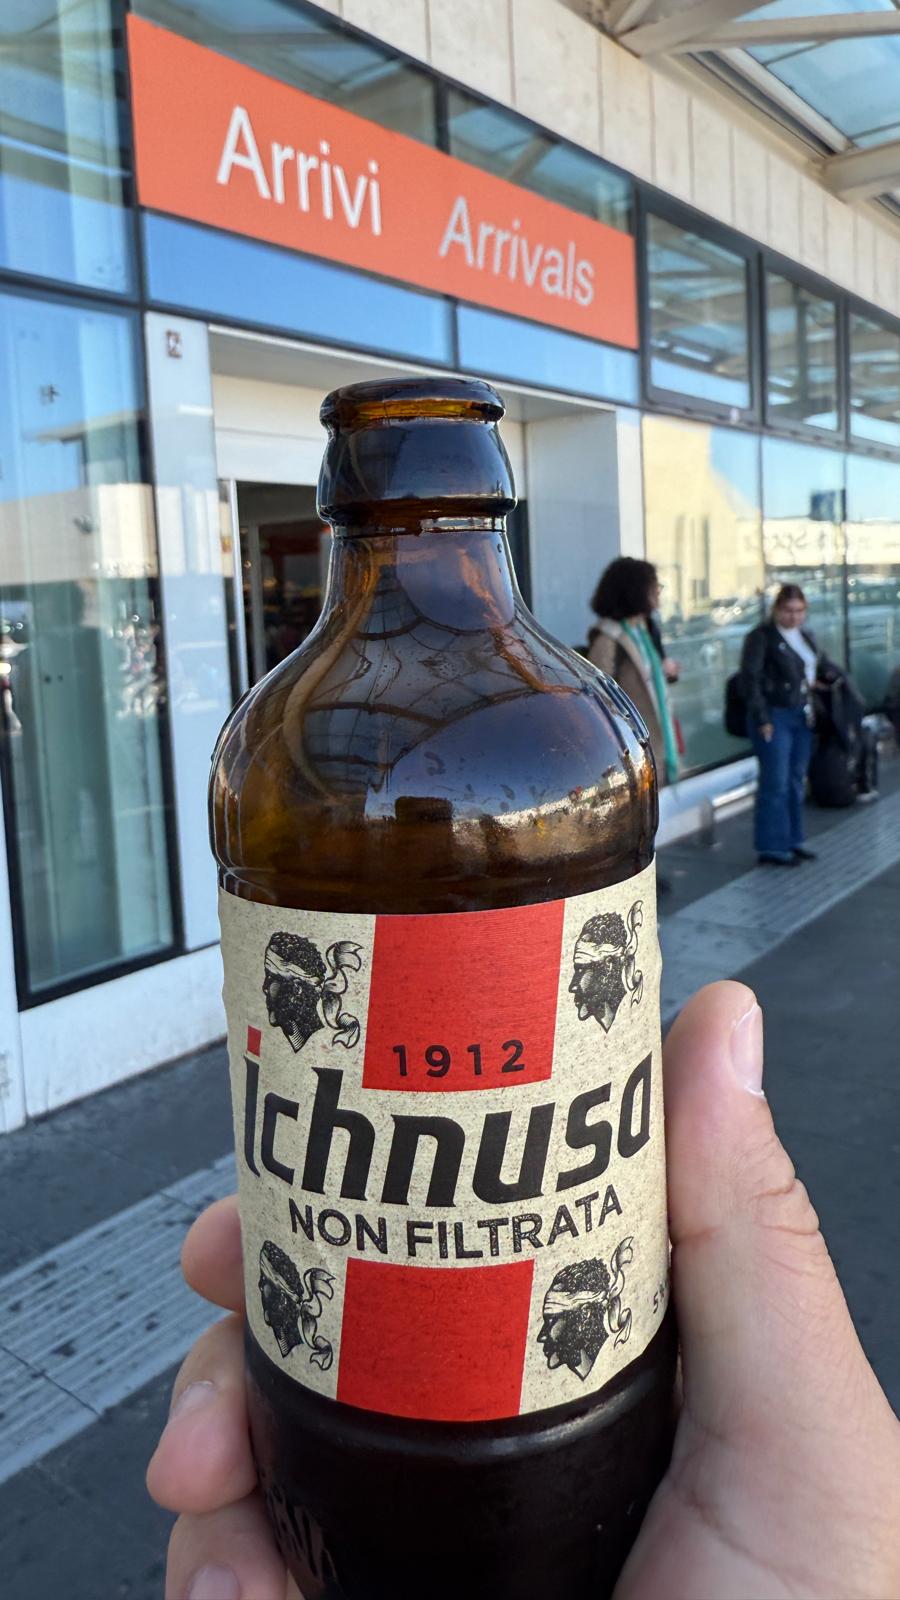 Arrivi Arrivals
1912
ichnusa
NON FILTRATA